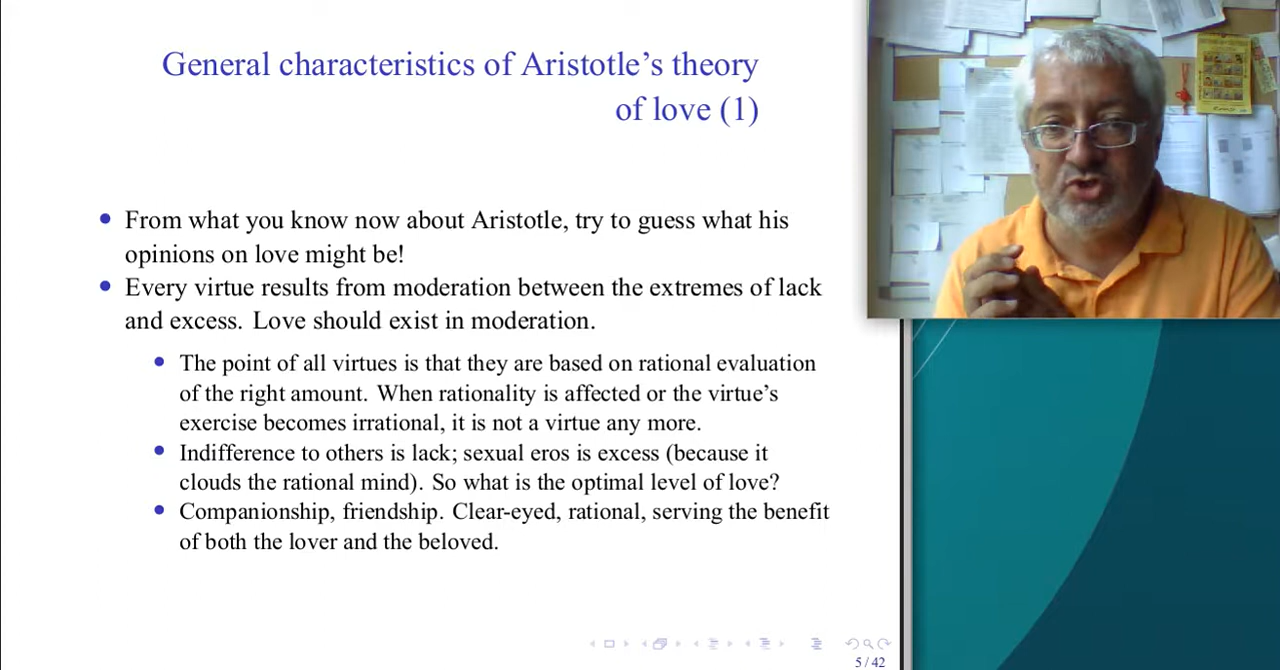 General characteristics of Aristotle's theory
of love (1)
• From what you know now about Aristotle, try to guess what his
opinions on love might be!
• Every virtue results from moderation between the extremes of lack
and excess. Love should exist in moderation.
• The point of all virtues is that they are based on rational evaluation
of the right amount. When rationality is affected or the virtue's
exercise becomes irrational, it is not a virtue any more.
• Indifference to others is lack; sexual eros is excess (because it
clouds the rational mind). So what is the optimal level of love?
• Companionship, friendship. Clear-eyed, rational, serving the benefit
of both the lover and the beloved.
5 / 42